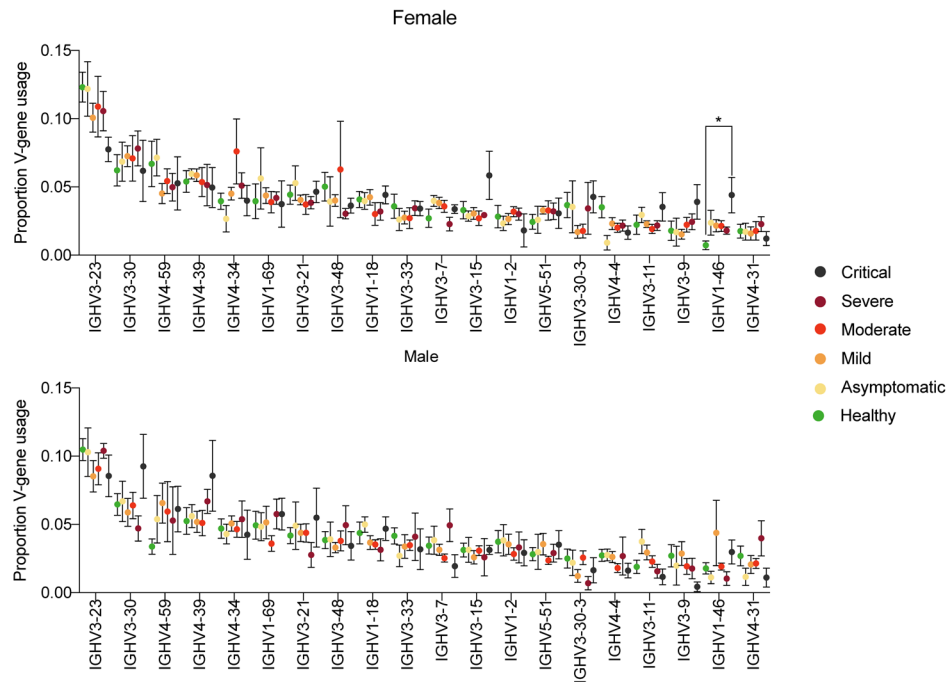 Female
Proportion V-gene usage
0.15
0.10
0.05
0.00
*
IGHV3-23
IGHV3-30
IGHV4-59
IGHV4-39
IGHV4-34
IGHV1-69
IGHV3-21
IGHV3-48
IGHV1-18
IGHV3-33
IGHV3-7
IGHV3-15
IGHV1-2
IGHV5-51
IGHV3-30-3
IGHV4-4
IGHV3-11
IGHV3-9
IGHV1-46
IGHV4-31
Critical
Severe
Moderate
Mild
Asymptomatic
Healthy
Male
Proportion V-gene usage
0.15
0.10
0.05
0.00
IGHV3-23
IGHV3-30
IGHV4-59
IGHV4-39
IGHV4-34
IGHV1-69
IGHV3-21
IGHV3-48
IGHV1-18
IGHV3-33
IGHV3-7
IGHV3-15
IGHV1-2
IGHV5-51
IGHV3-30-3
IGHV4-4
IGHV3-11
IGHV3-9
IGHV1-46
IGHV4-31